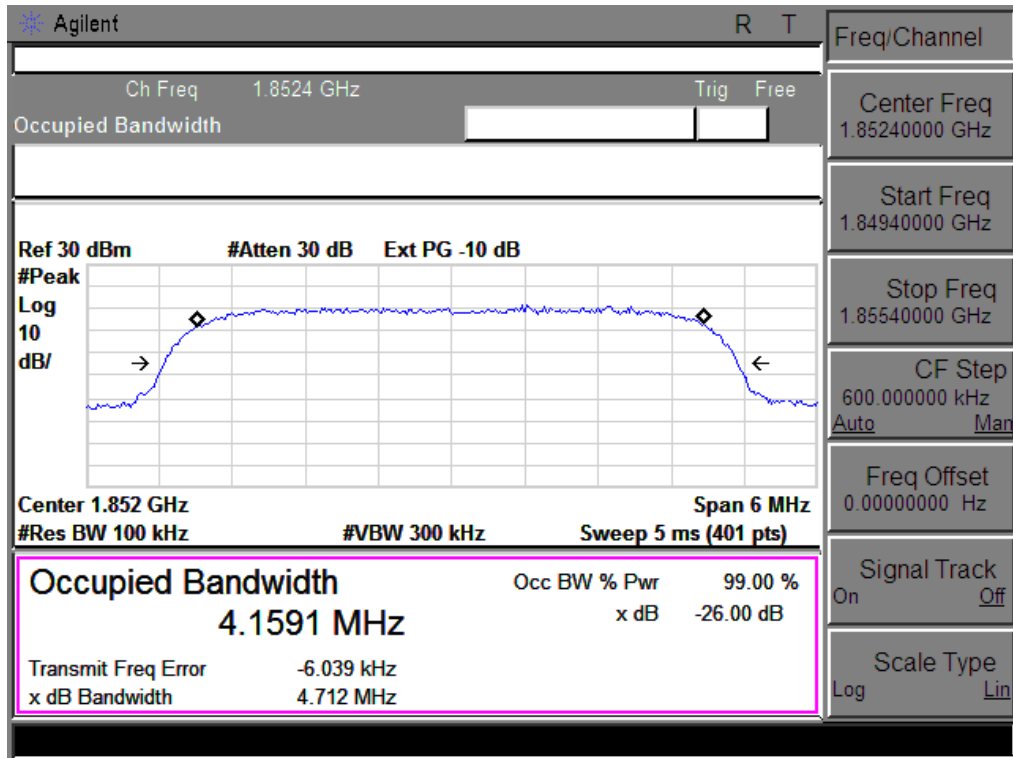 Agilent R T
Ch Freq 1.8524 GHz Trig Free
Occupied Bandwidth
Ref 30 dBm #Atten 30 dB Ext PG -10 dB
#Peak
Log
10
dB/
Center 1.852 GHz Span 6 MHz
#Res BW 100 kHz #VBW 300 kHz Sweep 5 ms (401 pts)
Occupied Bandwidth Occ BW % Pwr 99.00 %
4.1591 MHz x dB -26.00 dB
Transmit Freq Error -6.039 kHz
x dB Bandwidth 4.712 MHz
Freq/Channel
Center Freq
1.85240000 GHz
Start Freq
1.84940000 GHz
Stop Freq
1.85540000 GHz
CF Step
600.000000 kHz
Auto Man
Freq Offset
0.00000000 Hz
Signal Track
On Off
Scale Type
Log Lin